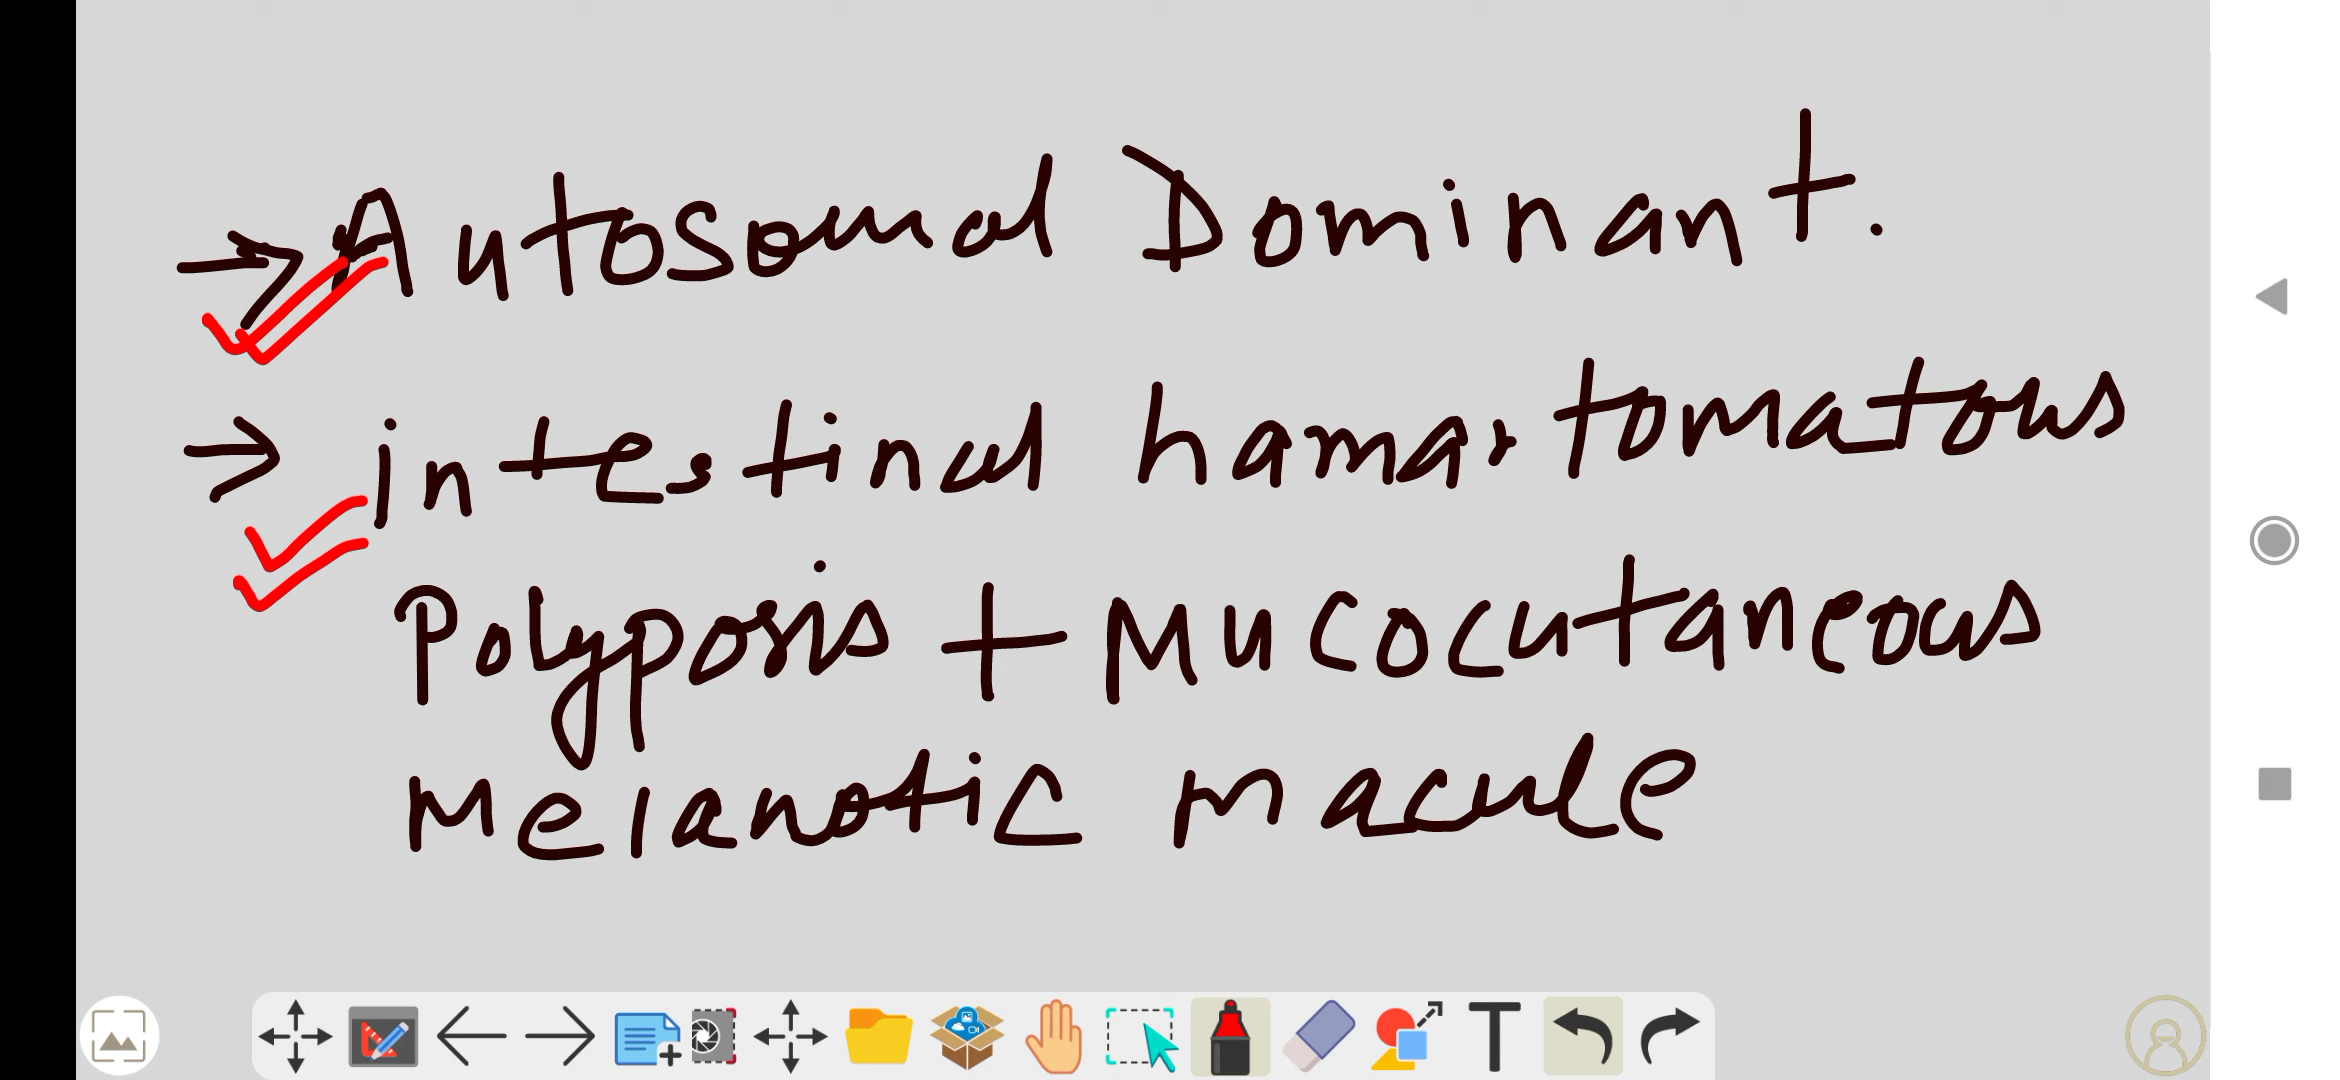 → Autosomal Dominant.
→ intestinal hamartomatous
Polyposis + Mucocutaneous
Melanotic macule